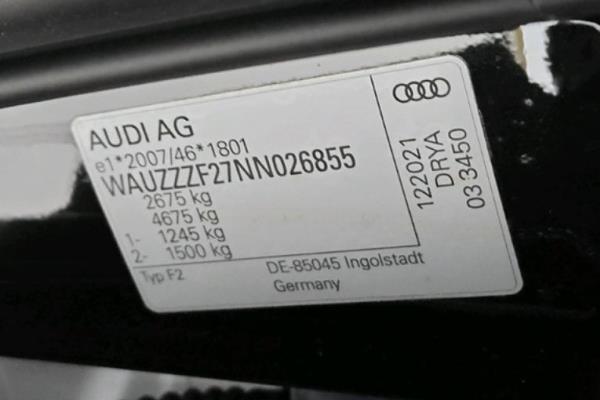 AUDI AG
e1*2007/46*1801
WAUZZZF27NN026855
2675 kg
4675 kg
1- 1245 kg
2- 1500 kg
Typ F2
DE-85045 Ingolstadt
Germany
122021
DRYA
03 3450